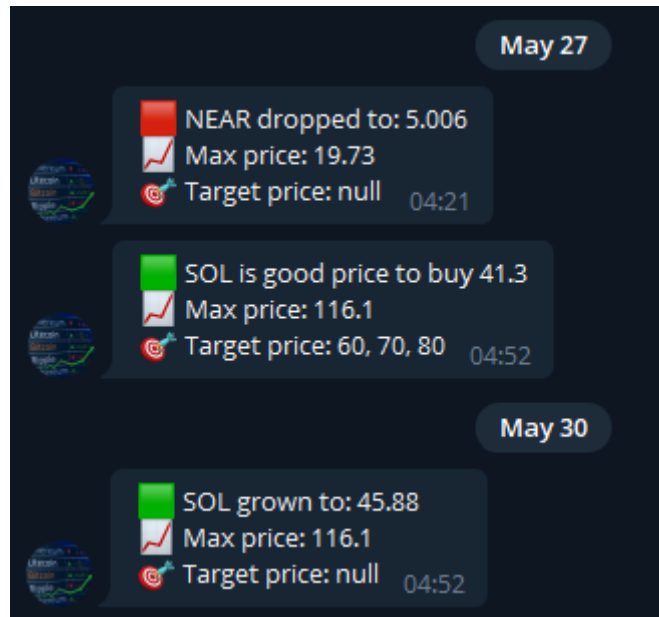 May 27
NEAR dropped to: 5.006
Max price: 19.73
Target price: null
04:21
SOL is good price to buy 41.3
Max price: 116.1
Target price: 60, 70, 80
04:52
May 30
SOL grown to: 45.88
Max price: 116.1
Target price: null
04:52